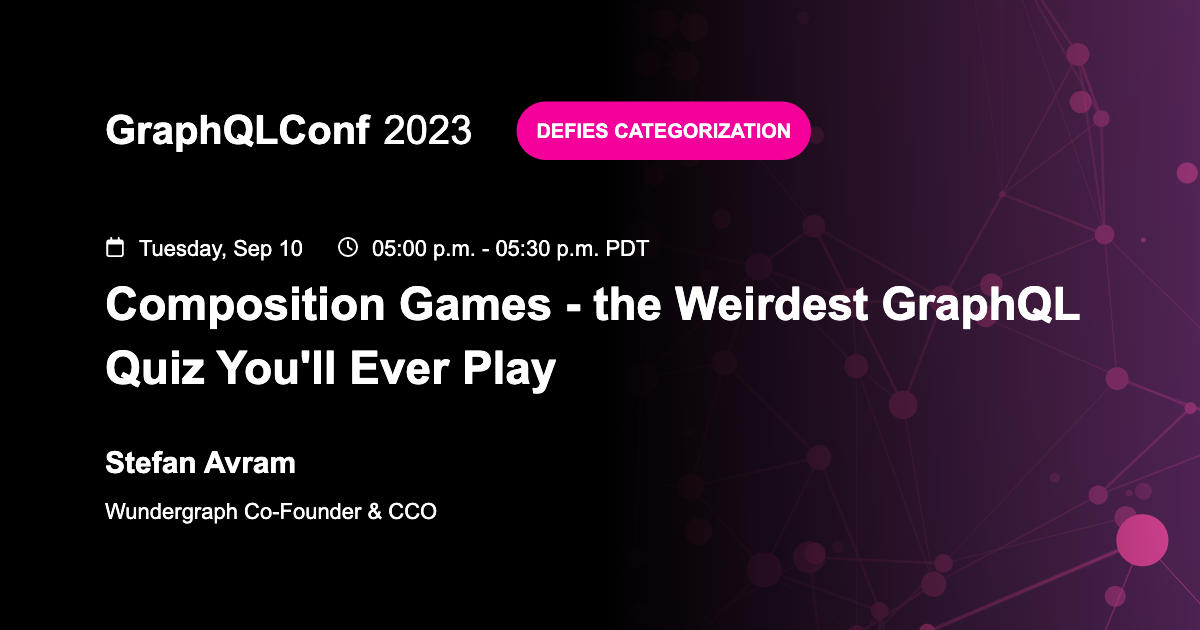 GraphQLConf 2023
DEFIES CATEGORIZATION
Tuesday, Sep 10
05:00 p.m. - 05:30 p.m. PDT
Composition Games - the Weirdest GraphQL
Quiz You'll Ever Play
Stefan Avram
Wundergraph Co-Founder & CCO